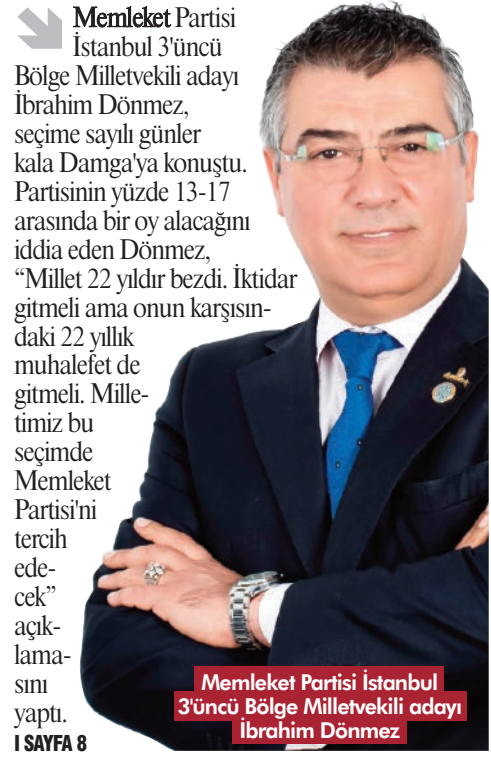 Memleket Partisi
İstanbul 3'üncü
Bölge Milletvekili adayı
İbrahim Dönmez,
seçime sayılı günler
kala Damga'ya konuştu.
Partisinin yüzde 13-17
arasında bir oy alacağını
iddia eden Dönmez,
“Millet 22 yıldır bezdi. İktidar
gitmeli ama onun karşısın-
daki 22 yıllık
muhalefet de
gitmeli. Mille-
timiz bu
seçimde
Memleket
Partisi'ni
tercih
ede-
cek”
açık-
lama-
sını
yaptı.
I SAYFA 8
Memleket Partisi İstanbul
3'üncü Bölge Milletvekili adayı
İbrahim Dönmez